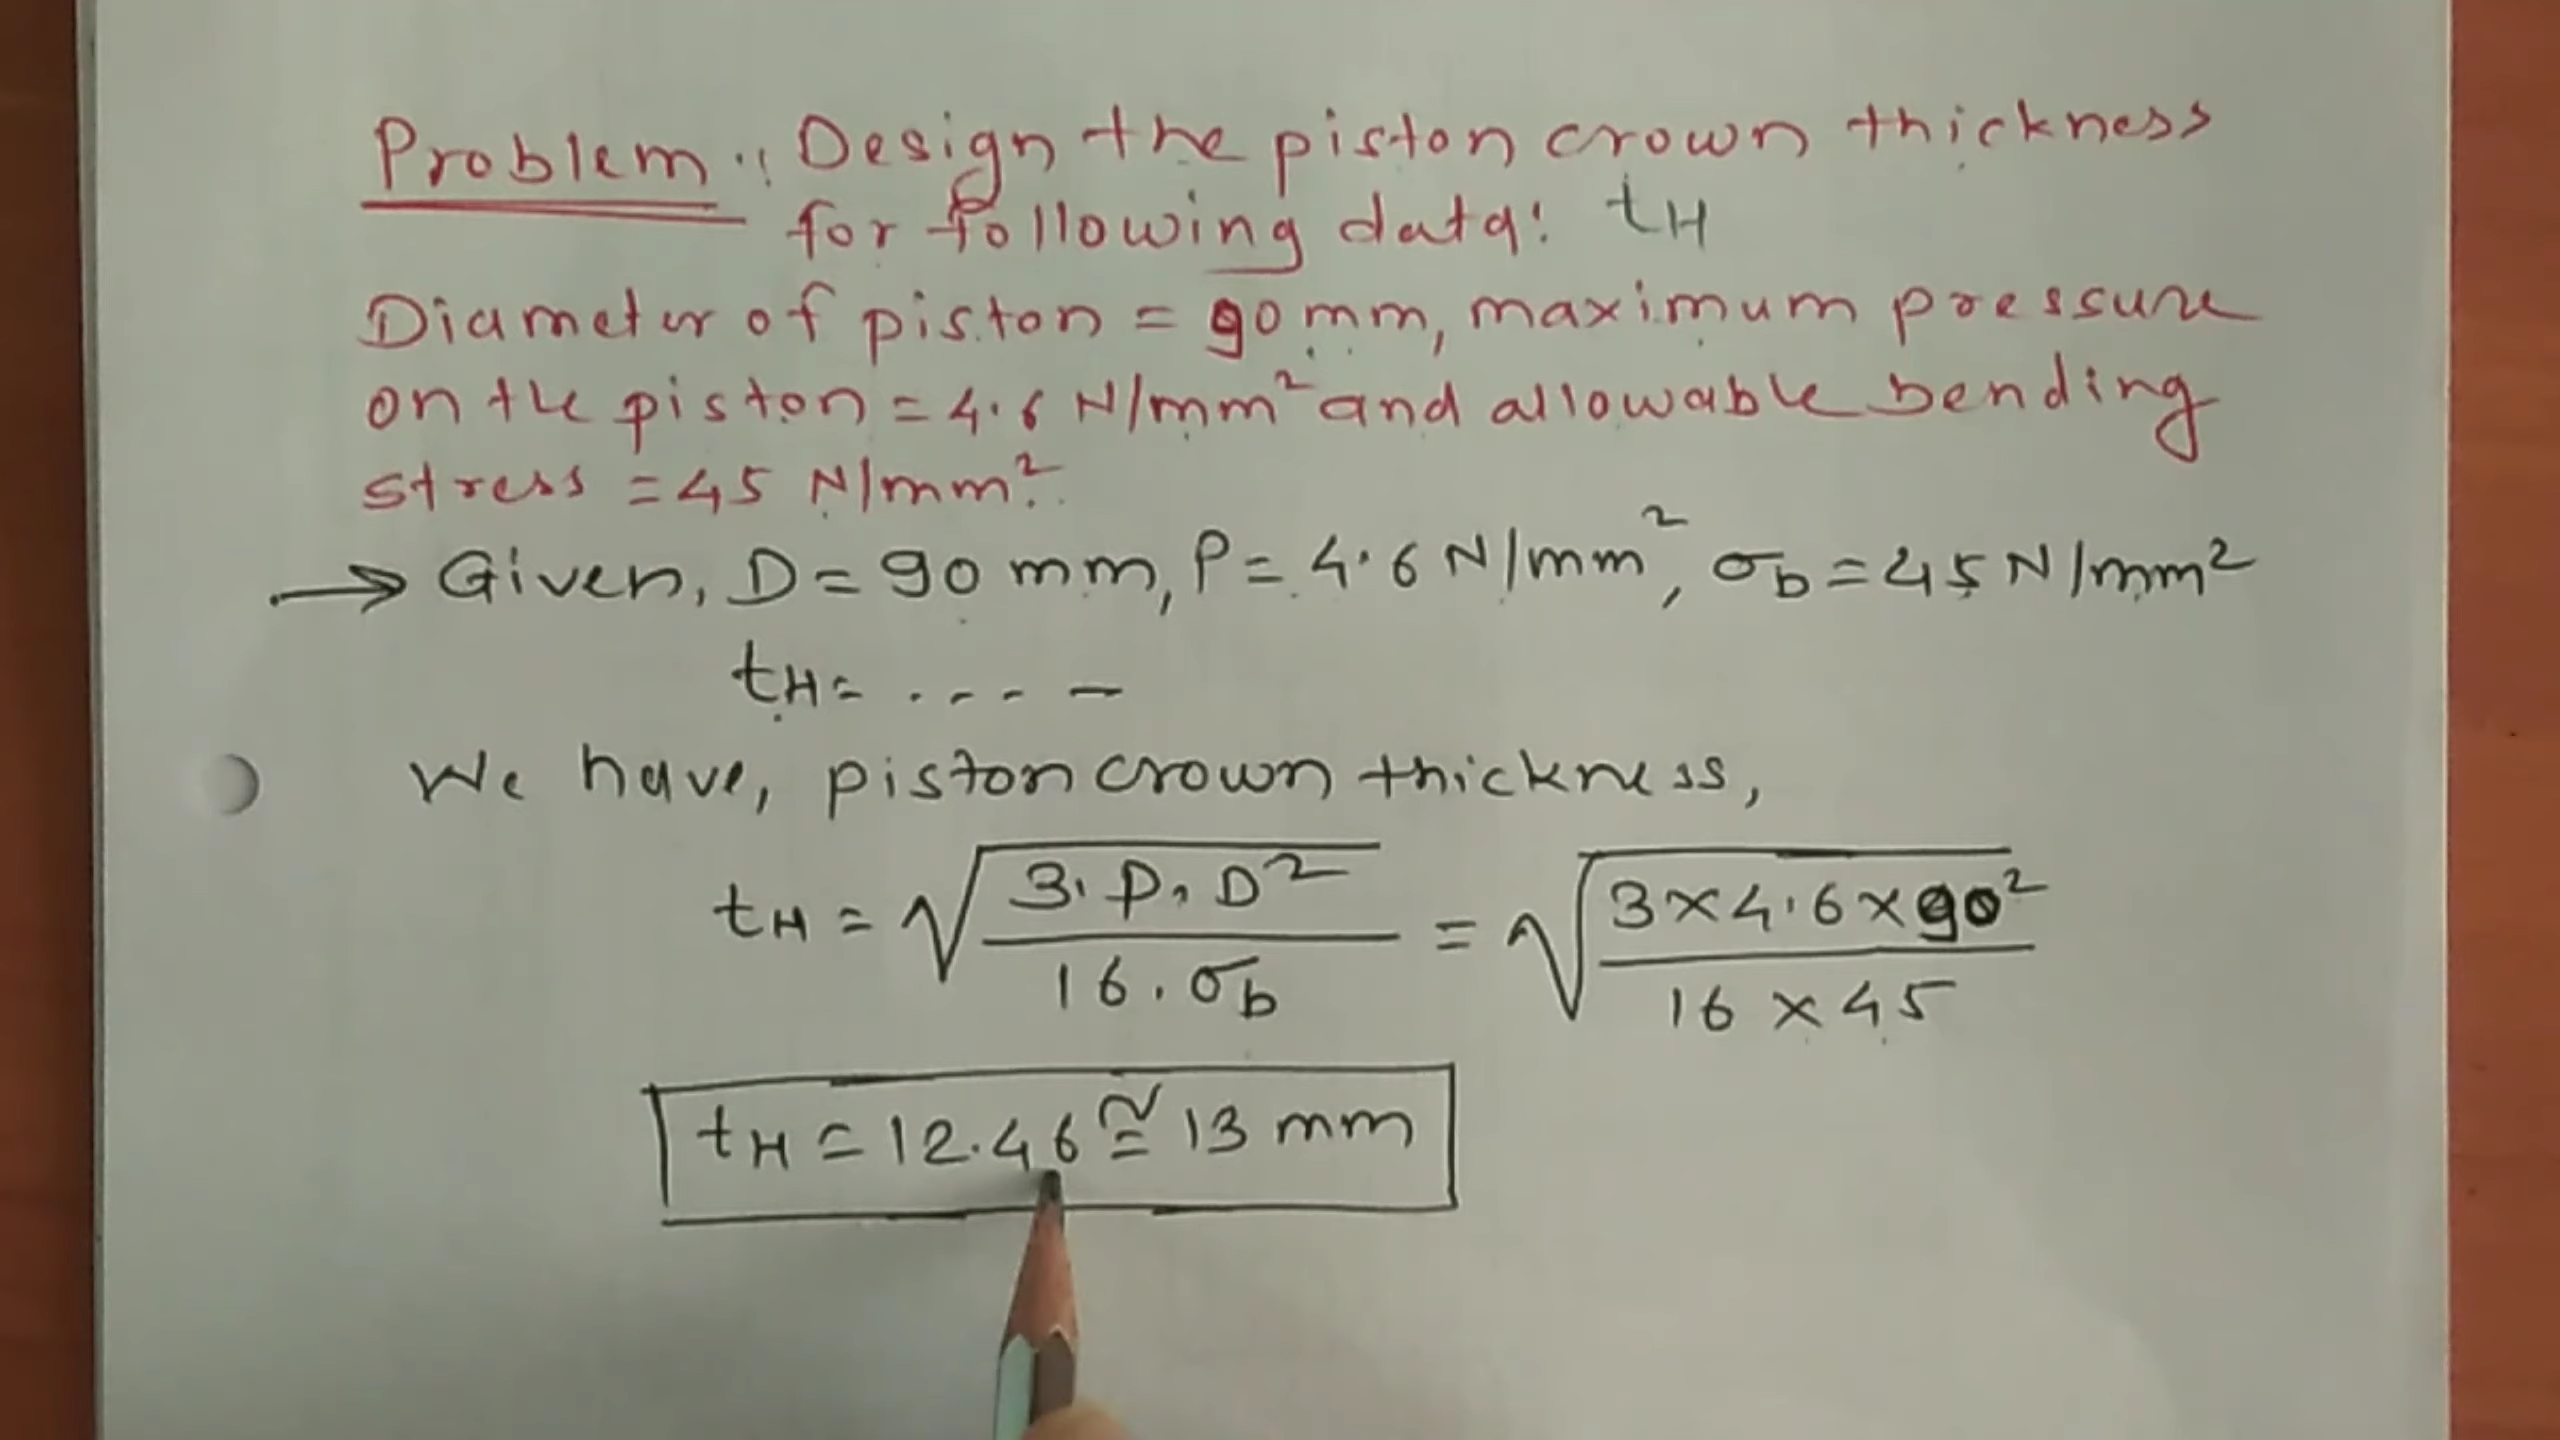 Problem :: Design the piston crown thickness
for following data: tH
Diameter of piston = 90 mm, maximum pressure
on the piston = 4.6 N/mm² and allowable bending
stress = 45 N/mm².
→ Given, D = 90 mm, P = 4.6 N/mm², σb = 45 N/mm²
tH = .... –
We have, piston crown thickness,
tH = √(3.P.D² / 16.σb) = √(3×4.6×90² / 16×45)
tH = 12.46 ≅ 13 mm